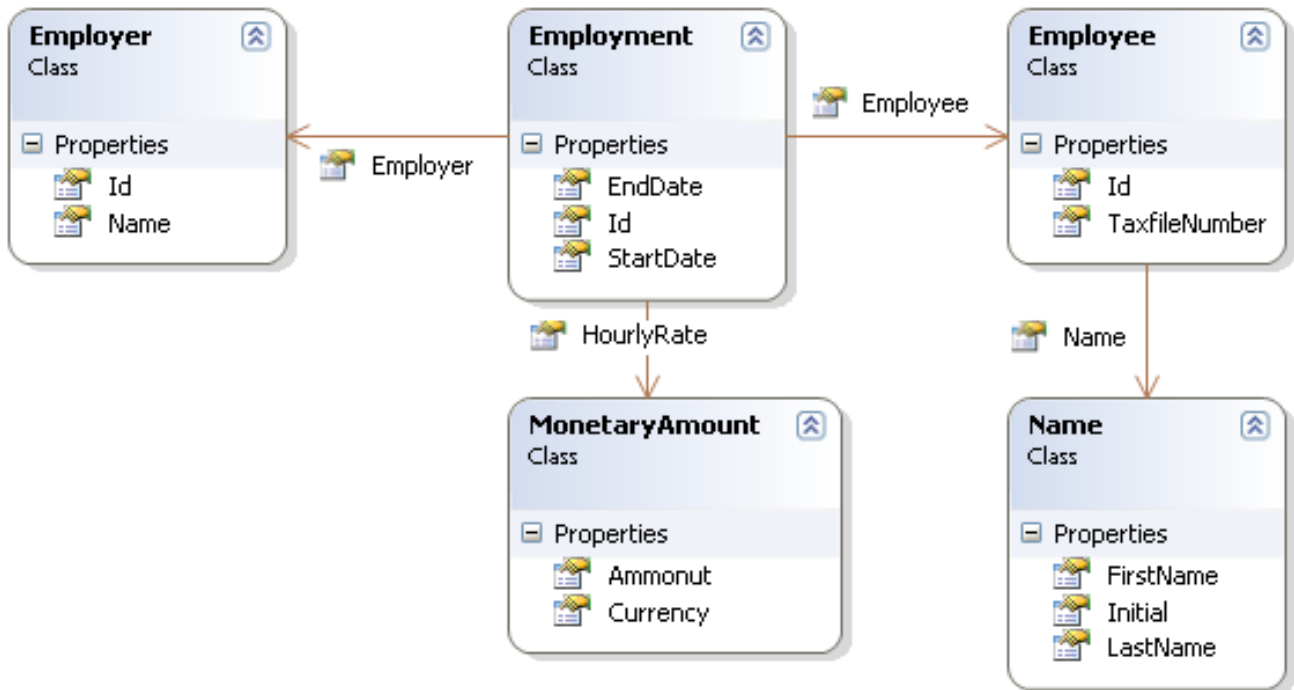 Employer
Class
Properties
Id
Name
Employer
Employment
Class
Properties
EndDate
Id
StartDate
Employee
Employee
Class
Properties
Id
TaxfileNumber
HourlyRate
Name
MonetaryAmount
Class
Properties
Ammonut
Currency
Name
Class
Properties
FirstName
Initial
LastName